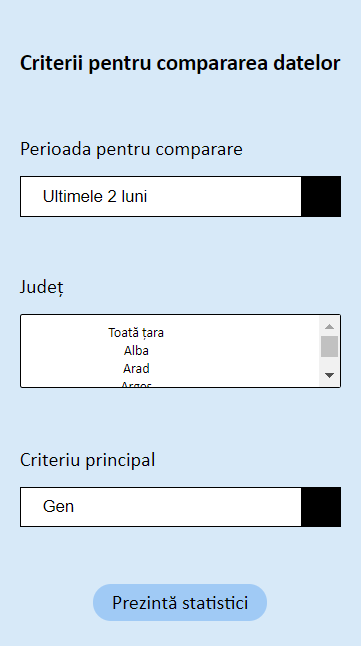 Criterii pentru compararea datelor
Perioada pentru comparare
Ultimele 2 luni
Județ
Toată țara
Alba
Arad
Argeș
Criteriu principal
Gen
Prezintă statistici